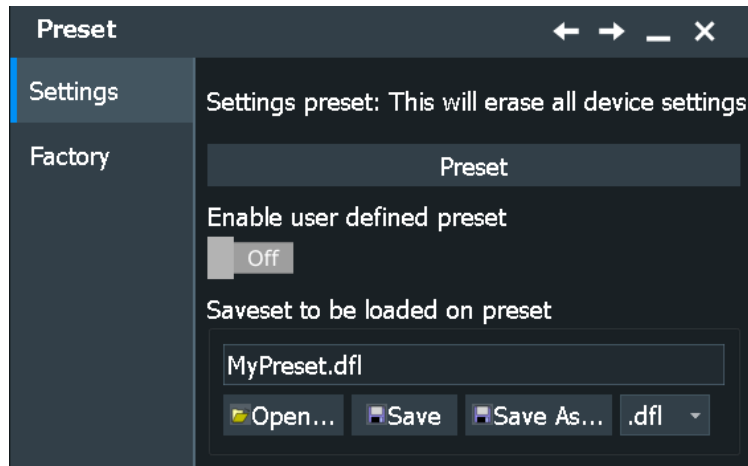 Preset
Settings
Factory
Settings preset: This will erase all device settings
Preset
Enable user defined preset
Off
Saveset to be loaded on preset
MyPreset.dfl
Open... Save Save As... .dfl